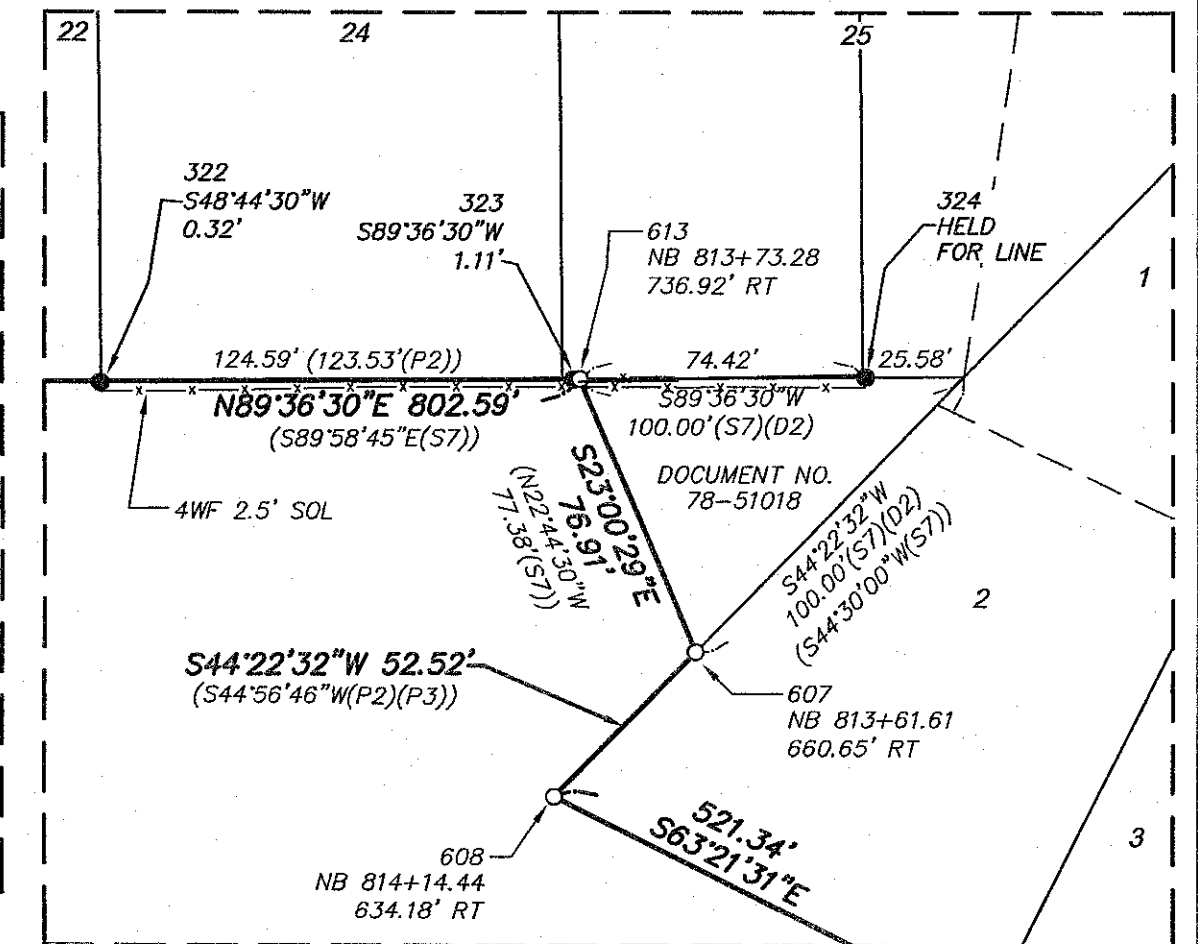 22
24
25
322
S48°44'30"W
0.32'
323
S89°36'30"W
1.11'
613
NB 813+73.28
736.92' RT
324
HELD
FOR LINE
1
124.59' (123.53'(P2))
74.42'
25.58'
N89°36'30"E 802.59'
(S89°58'45"E(S7))
S89°36'30"W
100.00'(S7)(D2)
4WF 2.5' SOL
S23°00'29"E
76.91'
(N22°44'30"W
77.38'(S7))
DOCUMENT NO.
78-51018
S44°22'32"W
100.00'(S7)(D2)
(S44°30'00"W(S7))
2
S44°22'32"W 52.52'
(S44°56'46"W(P2)(P3))
607
NB 813+61.61
660.65' RT
608
NB 814+14.44
634.18' RT
521.34'
S63°21'31"E
3